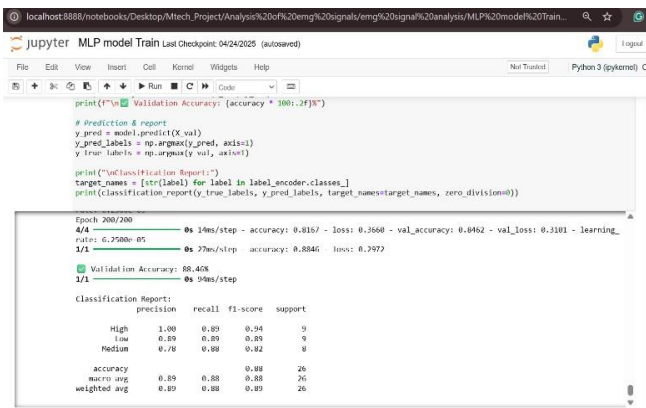 localhost:8888/notebooks/Desktop/Mtech_Project/Analysis%20of%20emg%20signals/emg%20signal%20analysis/MLP%20model%20Train...
jupyter MLP model Train Last Checkpoint: 04/24/2025 (autosaved)
Logout
File Edit View Insert Cell Kernel Widgets Help Not Trusted Python 3 (ipykernel)
Run Code
print(f"\n✅ Validation Accuracy: {accuracy * 100:.2f}%")
# Prediction & report
y_pred = model.predict(X_val)
y_pred_labels = np.argmax(y_pred, axis=1)
y_true_labels = np.argmax(y_val, axis=1)
print("\nClassification Report:")
target_names = [str(label) for label in label_encoder.classes_]
print(classification_report(y_true_labels, y_pred_labels, target_names=target_names, zero_division=0))
Epoch 200/200
4/4 0s 14ms/step - accuracy: 0.8167 - loss: 0.3660 - val_accuracy: 0.8462 - val_loss: 0.3101 - learning_
rate: 6.2500e-05
1/1 0s 27ms/step - accuracy: 0.8846 - loss: 0.2972
✅ Validation Accuracy: 88.46%
1/1 0s 94ms/step
Classification Report:
precision recall f1-score support
High 1.00 0.89 0.94 9
Low 0.89 0.89 0.89 9
Medium 0.78 0.88 0.82 8
accuracy 0.88 26
macro avg 0.89 0.88 0.88 26
weighted avg 0.89 0.88 0.89 26